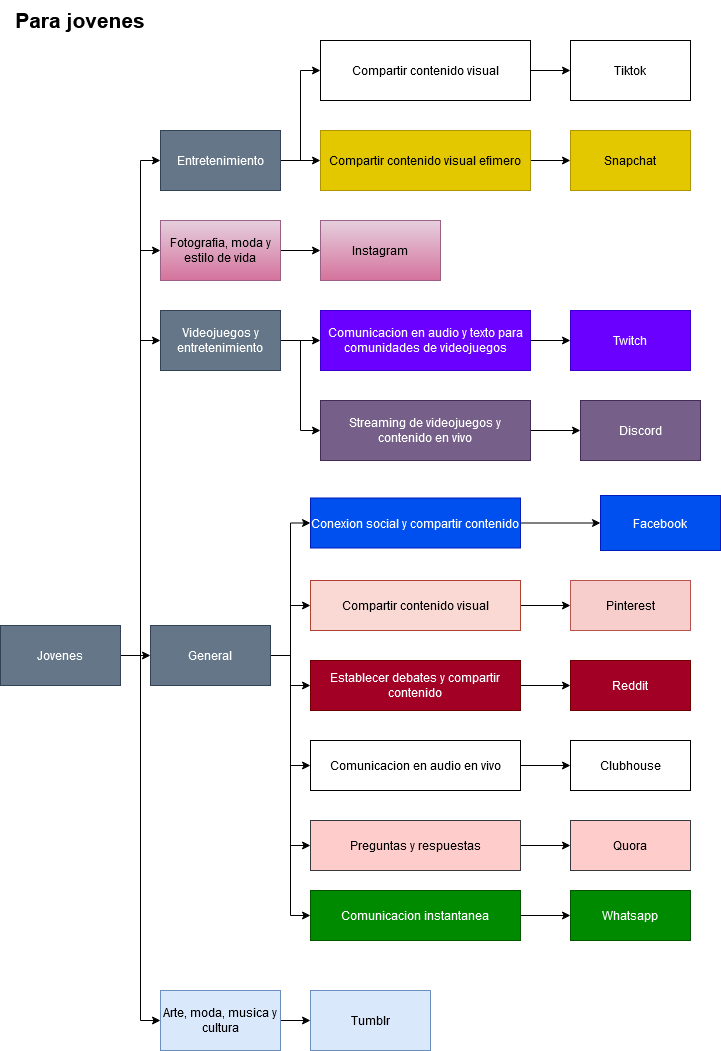 Para jovenes
Compartir contenido visual
Tiktok
Entretenimiento
Compartir contenido visual efimero
Snapchat
Fotografia, moda y
estilo de vida
Instagram
Videojuegos y
entretenimiento
Comunicacion en audio y texto para
comunidades de videojuegos
Twitch
Streaming de videojuegos y
contenido en vivo
Discord
Conexion social y compartir contenido
Facebook
Compartir contenido visual
Pinterest
Jovenes
General
Establecer debates y compartir
contenido
Reddit
Comunicacion en audio en vivo
Clubhouse
Preguntas y respuestas
Quora
Comunicacion instantanea
Whatsapp
Arte, moda, musica y
cultura
Tumblr